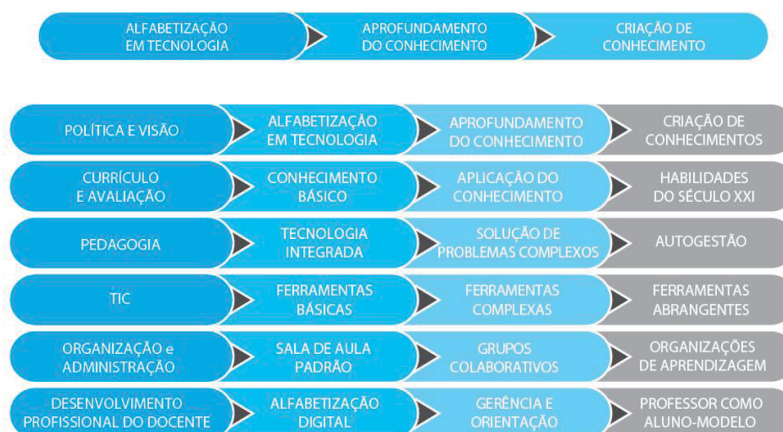 ALFABETIZAÇÃO
EM TECNOLOGIA
APROFUNDAMENTO
DO CONHECIMENTO
CRIAÇÃO DE
CONHECIMENTO
POLÍTICA E VISÃO
ALFABETIZAÇÃO
EM TECNOLOGIA
APROFUNDAMENTO
DO CONHECIMENTO
CRIAÇÃO DE
CONHECIMENTOS
CURRÍCULO
E AVALIAÇÃO
CONHECIMENTO
BÁSICO
APLICAÇÃO DO
CONHECIMENTO
HABILIDADES
DO SÉCULO XXI
PEDAGOGIA
TECNOLOGIA
INTEGRADA
SOLUÇÃO DE
PROBLEMAS COMPLEXOS
AUTOGESTÃO
TIC
FERRAMENTAS
BÁSICAS
FERRAMENTAS
COMPLEXAS
FERRAMENTAS
ABRANGENTES
ORGANIZAÇÃO e
ADMINISTRAÇÃO
SALA DE AULA
PADRÃO
GRUPOS
COLABORATIVOS
ORGANIZAÇÕES
DE APRENDIZAGEM
DESENVOLVIMENTO
PROFISSIONAL DO DOCENTE
ALFABETIZAÇÃO
DIGITAL
GERÊNCIA E
ORIENTAÇÃO
PROFESSOR COMO
ALUNO-MODELO